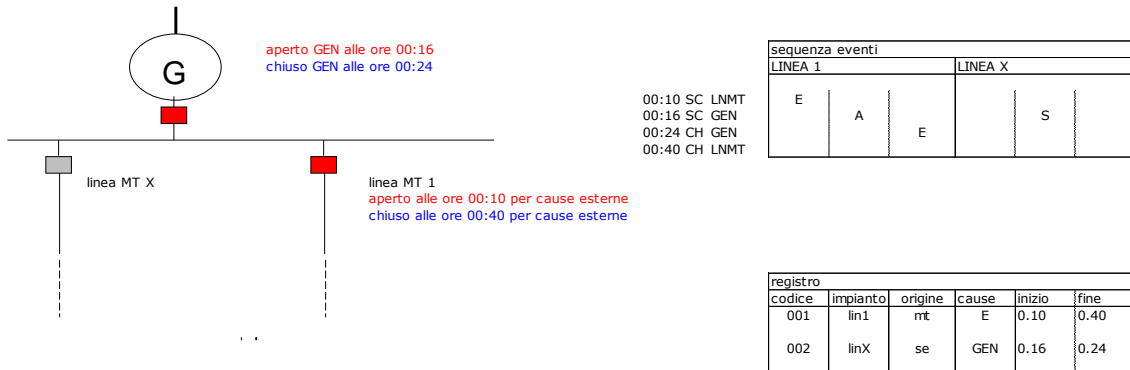 aperto GEN alle ore 00:16
chiuso GEN alle ore 00:24
G
linea MT X
linea MT 1
aperto alle ore 00:10 per cause esterne
chiuso alle ore 00:40 per cause esterne
sequenza eventi
LINEA 1 LINEA X
00:10 SC LNMT E
00:16 SC GEN A S
00:24 CH GEN E
00:40 CH LNMT
registro
codice impianto origine cause inizio fine
001 lin1 mt E 0.10 0.40
002 linX se GEN 0.16 0.24